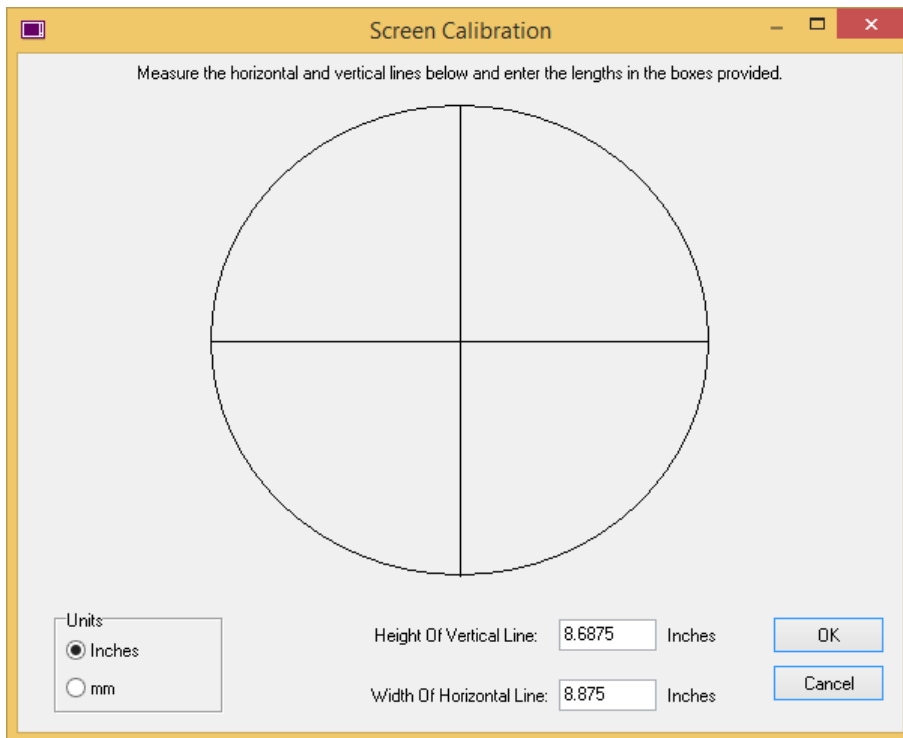 Screen Calibration
Measure the horizontal and vertical lines below and enter the lengths in the boxes provided.
Units
Inches
mm
Height Of Vertical Line: 8.6875 Inches
Width Of Horizontal Line: 8.875 Inches
OK
Cancel